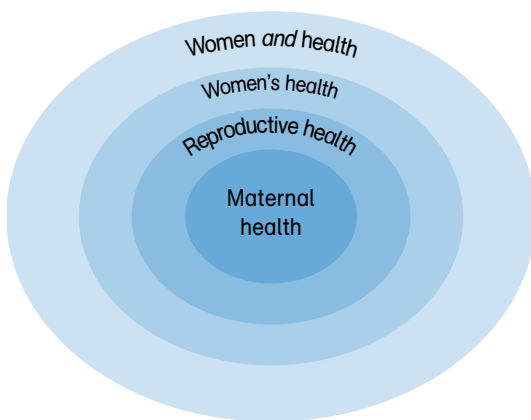 Women and health
Women’s health
Reproductive health
Maternal
health